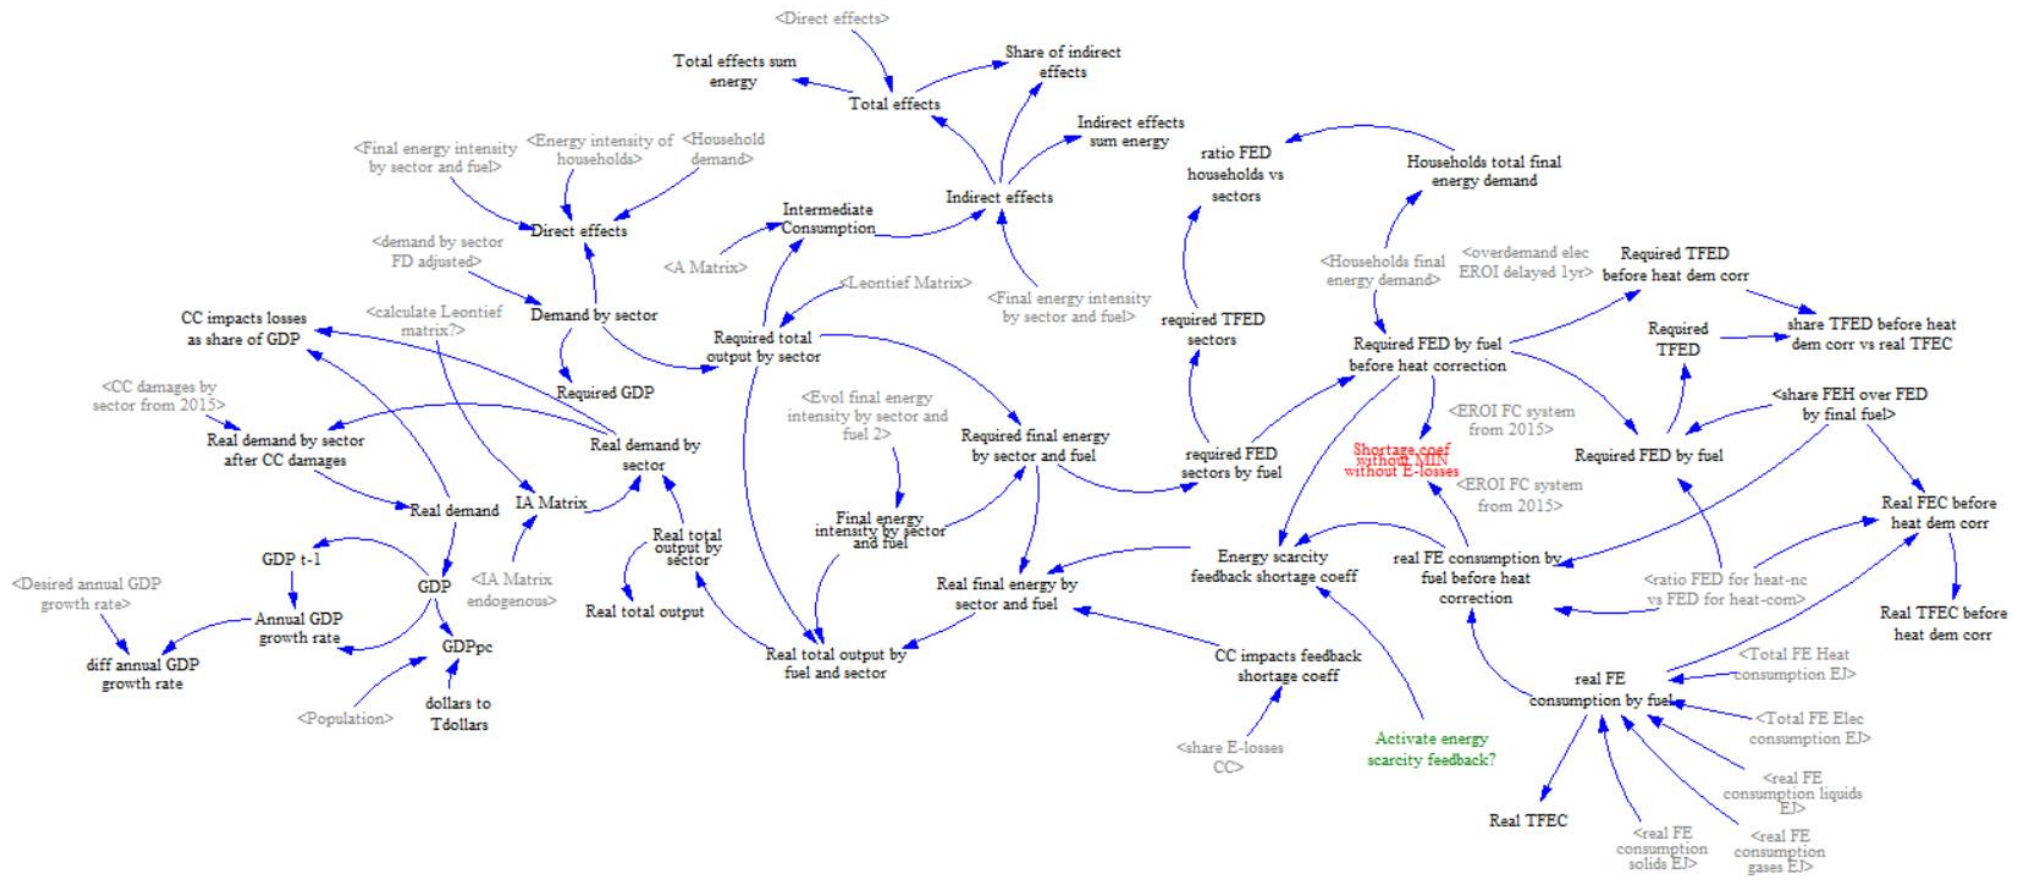 <Direct effects>
Total effects sum
energy
Share of indirect
effects
Total effects
Indirect effects
sum energy
<Final energy intensity
by sector and fuel>
<Energy intensity of
households>
<Household
demand>
ratio FED
households vs
sectors
Households total final
energy demand
Indirect effects
Intermediate
Consumption
Direct effects
<demand by sector
FD adjusted>
<A Matrix>
<Leontief Matrix>
<Final energy intensity
by sector and fuel>
<Households final
energy demand>
<overdemand elec
EROI delayed 1yr>
Required TFED
before heat dem corr
CC impacts losses
as share of GDP
<calculate Leontief
matrix?>
Demand by sector
Required total
output by sector
required TFED
sectors
Required FED by fuel
before heat correction
Required
TFED
share TFED before heat
dem corr vs real TFEC
<CC damages by
sector from 2015>
Required GDP
<Evol final energy
intensity by sector and
fuel 2>
<EROI FC system
from 2015>
<share FEH over FED
by final fuel>
Real demand by sector
after CC damages
Real demand by
sector
Required final energy
by sector and fuel
required FED
sectors by fuel
Shortage coef
without MIN
without E-losses
Required FED by fuel
<EROI FC system
from 2015>
Real demand
IA Matrix
Final energy
intensity by sector
and fuel
Real FEC before
heat dem corr
Real total
output by
sector
GDP t-1
GDP
<IA Matrix
endogenous>
Energy scarcity
feedback shortage coeff
real FE consumption by
fuel before heat
correction
<ratio FED for heat-nc
vs FED for heat-com>
<Desired annual GDP
growth rate>
Real total output
Real final energy by
sector and fuel
Real TFEC before
heat dem corr
Annual GDP
growth rate
GDPpc
diff annual GDP
growth rate
Real total output by
fuel and sector
CC impacts feedback
shortage coeff
<Total FE Heat
consumption EJ>
real FE
consumption by fuel
<Population>
dollars to
Tdollars
<Total FE Elec
consumption EJ>
<share E-losses
CC>
Activate energy
scarcity feedback?
<real FE
consumption liquids
EJ>
Real TFEC
<real FE
consumption
solids EJ>
<real FE
consumption
gases EJ>